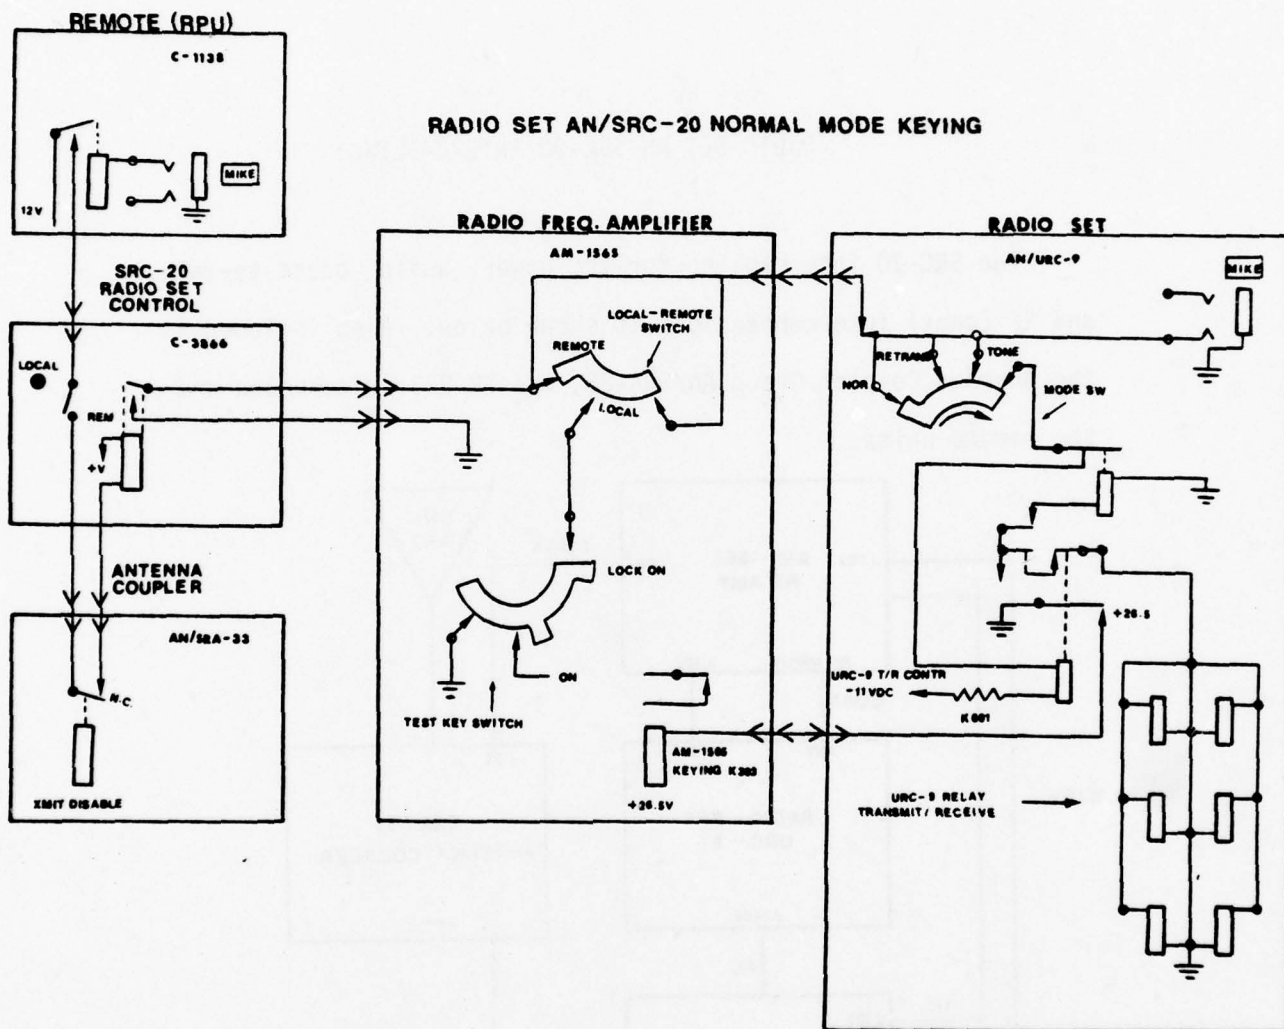 REMOTE (RPU)
C-1138
MIKE
12V
RADIO SET AN/SRC-20 NORMAL MODE KEYING
SRC-20
RADIO SET
CONTROL
C-3866
LOCAL
REM
+V
ANTENNA
COUPLER
AN/SRA-33
N.C.
XMIT DISABLE
RADIO FREQ. AMPLIFIER
AM-1565
LOCAL-REMOTE
SWITCH
REMOTE
LOCAL
LOCK ON
ON
TEST KEY SWITCH
AM-1565
KEYING K303
+26.5V
RADIO SET
AN/URC-9
MIKE
RETRANS
TONE
NOR
MODE SW
+26.5
URC-9 T/R CONTR
-11VDC
K601
URC-9 RELAY
TRANSMIT/ RECEIVE